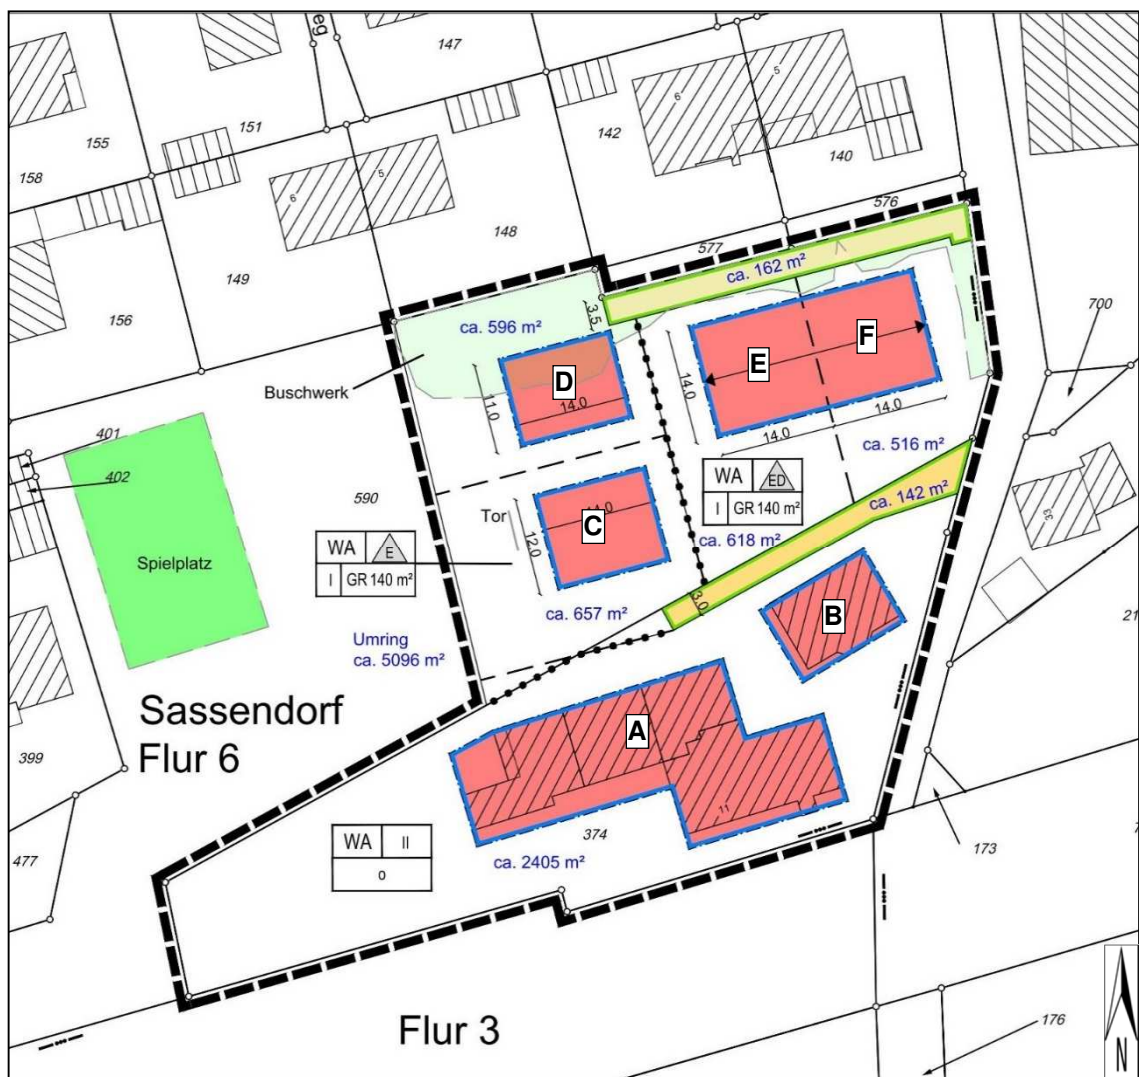 eg
147
5
6
142
151
155
158
140
5
6
576
148
577
149
ca. 162 m²
156
700
3.5
ca. 596 m²
F
E
D
Buschwerk
14.0
11.0
14.0
14.0
14.0
401
ca. 516 m²
402
590
WA ED
I GR 140 m²
ca. 142 m²
Tor
C
12.0
33
WA E
I GR 140 m²
Spielplatz
ca. 618 m²
3.0
B
ca. 657 m²
Umring
ca. 5096 m²
Sassendorf
Flur 6
A
399
11
374
WA II
o
ca. 2405 m²
173
477
Flur 3
176
N